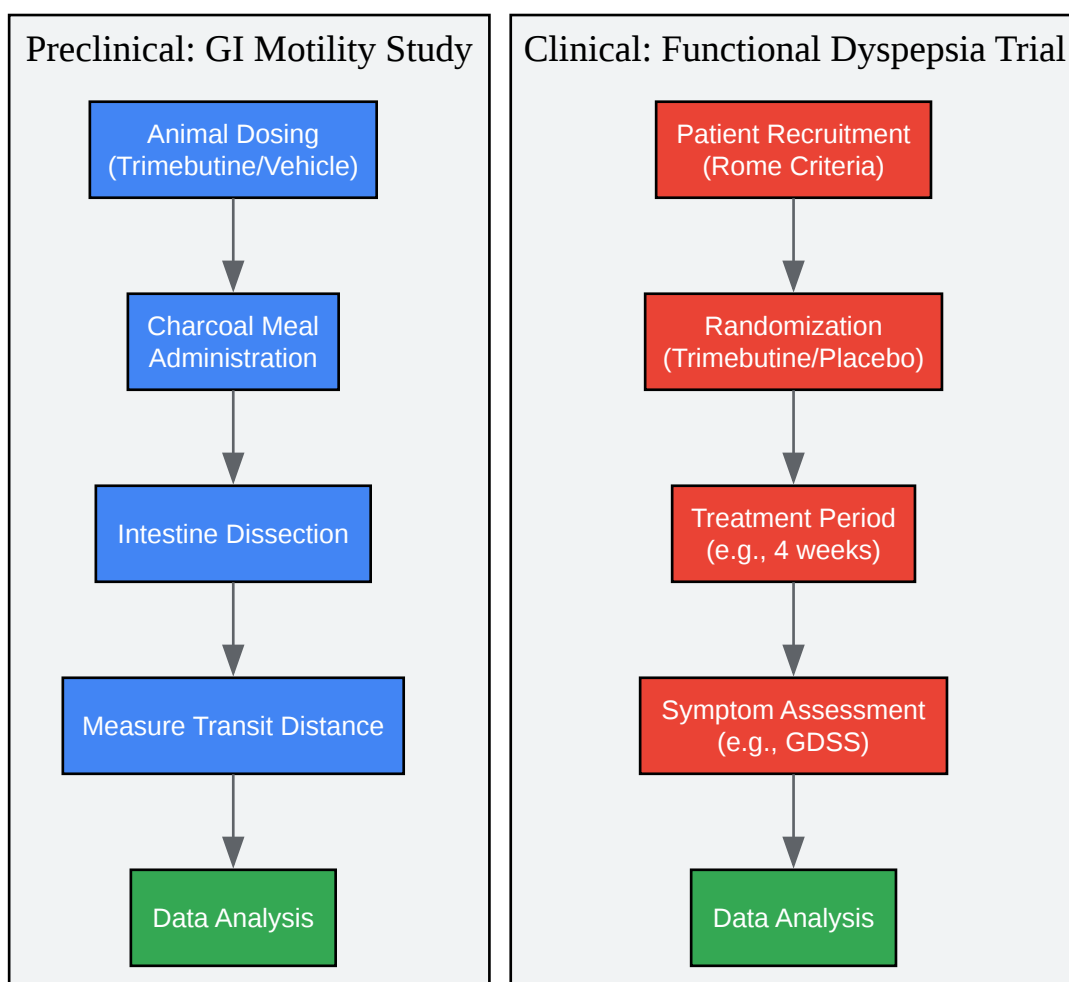 Preclinical: GI Motility Study
Animal Dosing
(Trimebutine/Vehicle)
Charcoal Meal
Administration
Intestine Dissection
Measure Transit Distance
Data Analysis
Clinical: Functional Dyspepsia Trial
Patient Recruitment
(Rome Criteria)
Randomization
(Trimebutine/Placebo)
Treatment Period
(e.g., 4 weeks)
Symptom Assessment
(e.g., GDSS)
Data Analysis